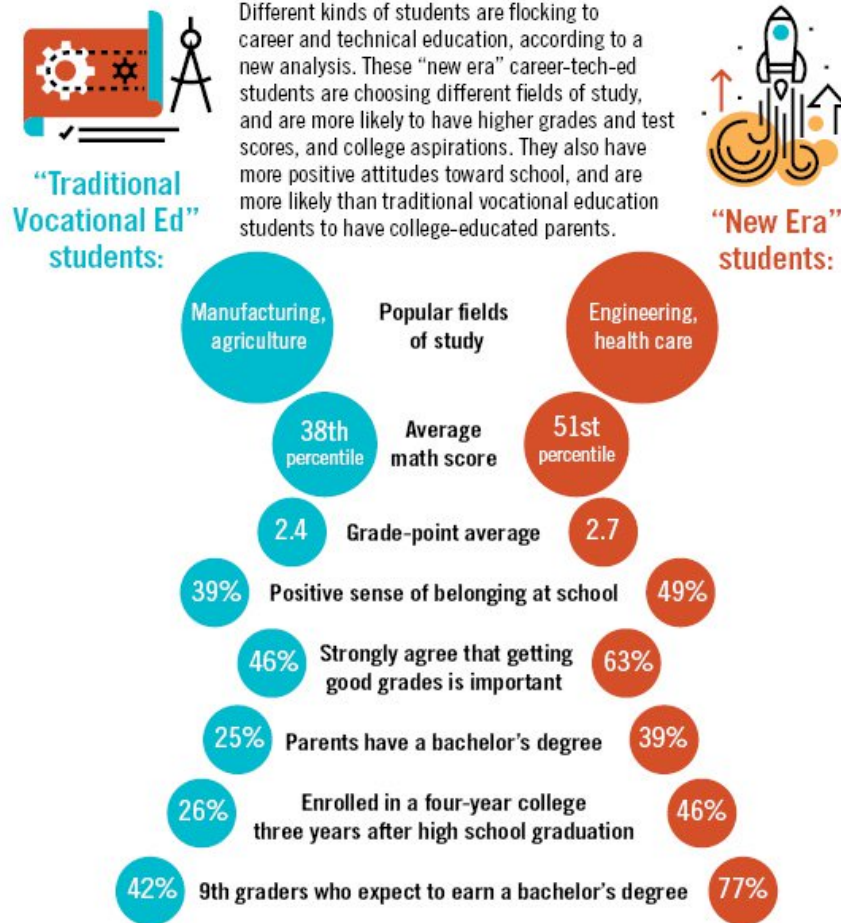 Different kinds of students are flocking to
career and technical education, according to a
new analysis. These “new era” career-tech-ed
students are choosing different fields of study,
and are more likely to have higher grades and test
scores, and college aspirations. They also have
more positive attitudes toward school, and are
more likely than traditional vocational education
students to have college-educated parents.
“Traditional
Vocational Ed”
students:
“New Era”
students:
Manufacturing,
agriculture
Popular fields
of study
Engineering,
health care
38th
percentile
Average
math score
51st
percentile
2.4
Grade-point average
2.7
39%
Positive sense of belonging at school
49%
46%
Strongly agree that getting
good grades is important
63%
25%
Parents have a bachelor’s degree
39%
26%
Enrolled in a four-year college
three years after high school graduation
46%
42%
9th graders who expect to earn a bachelor’s degree
77%